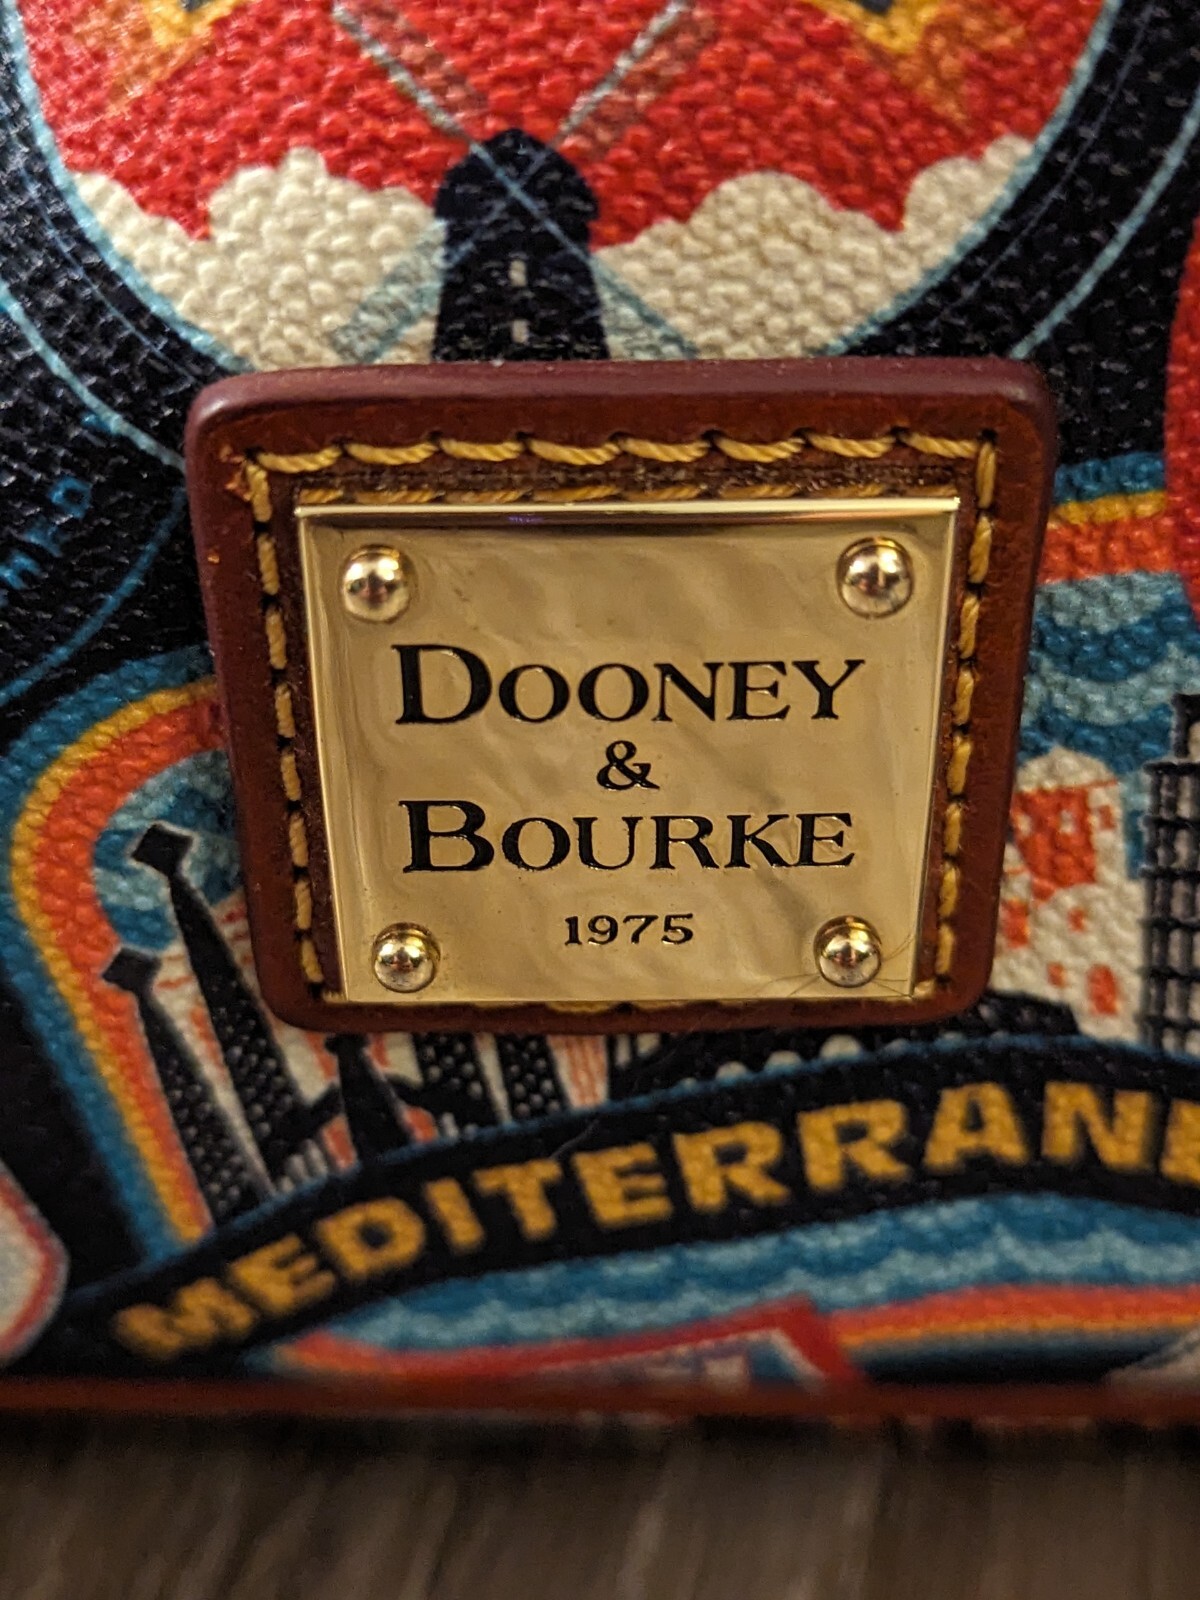 DOONEY
&
BOURKE
1975
MEDITERRAN